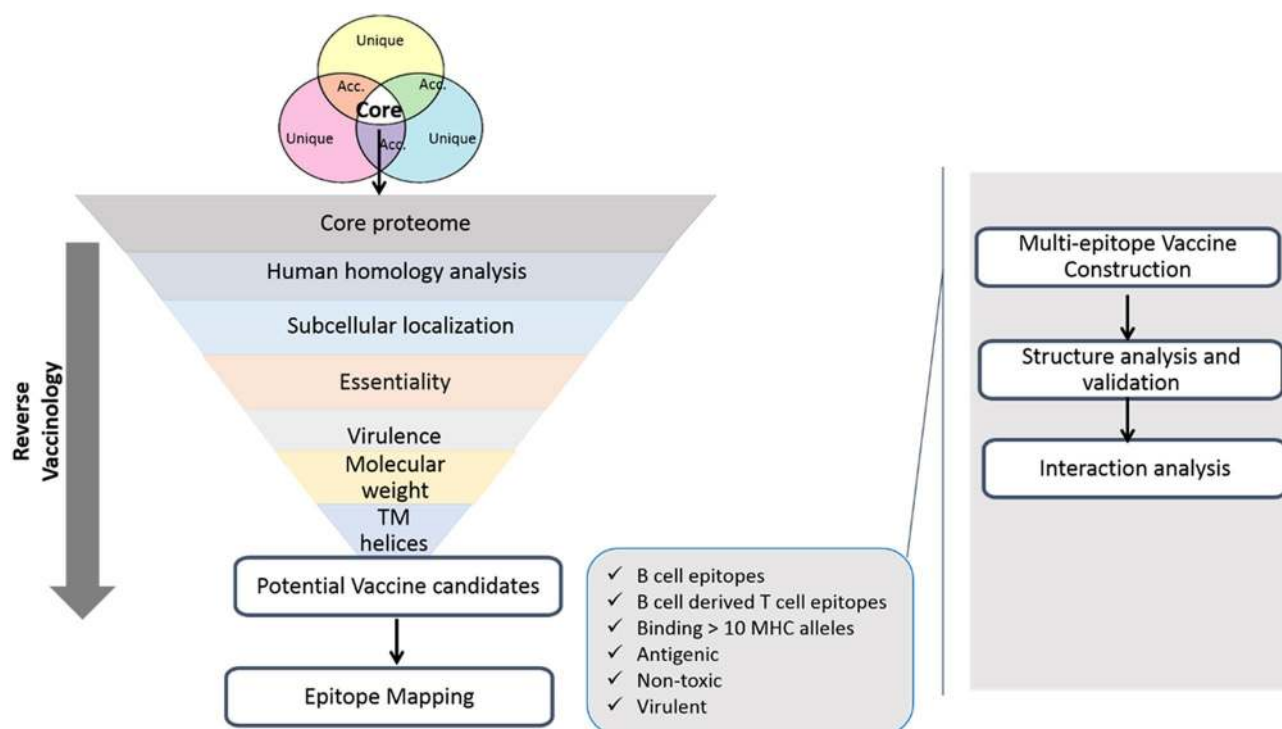 Unique
Acc.
Acc.
Core
Unique
Acc.
Unique
Core proteome
Human homology analysis
Subcellular localization
Essentiality
Virulence
Molecular
weight
TM
helices
Reverse
Vaccinology
Potential Vaccine candidates
Epitope Mapping
✓ B cell epitopes
✓ B cell derived T cell epitopes
✓ Binding > 10 MHC alleles
✓ Antigenic
✓ Non-toxic
✓ Virulent
Multi-epitope Vaccine
Construction
Structure analysis and
validation
Interaction analysis